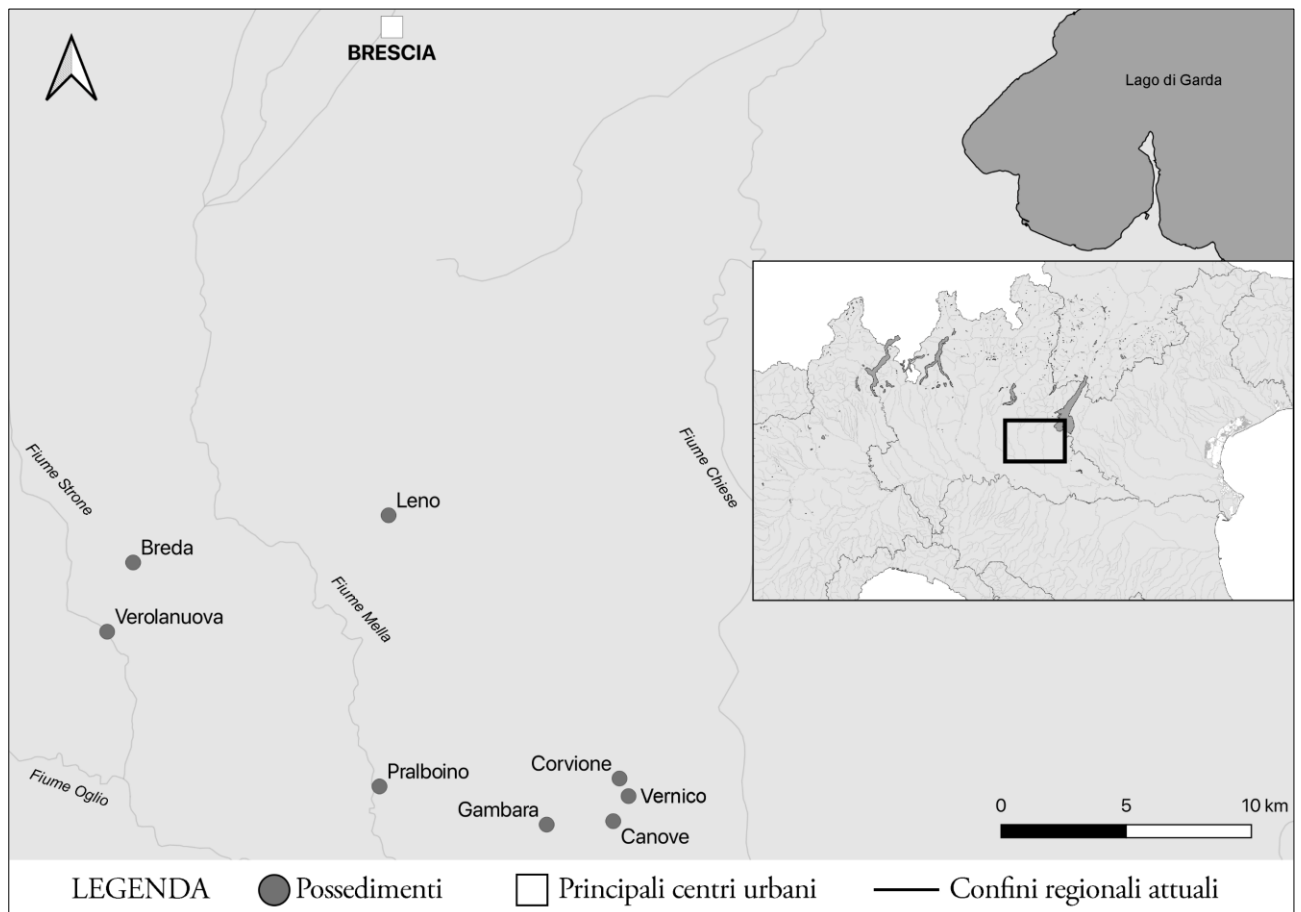 BRESCIA
Lago di Garda
Fiume Strone
Fiume Chiese
Leno
Breda
Fiume Mella
Verolanuova
Corvione
Pralboino
Fiume Oglio
Vernico
Gambara
Canove
0 5 10 km
LEGENDA Possedimenti Principali centri urbani Confini regionali attuali